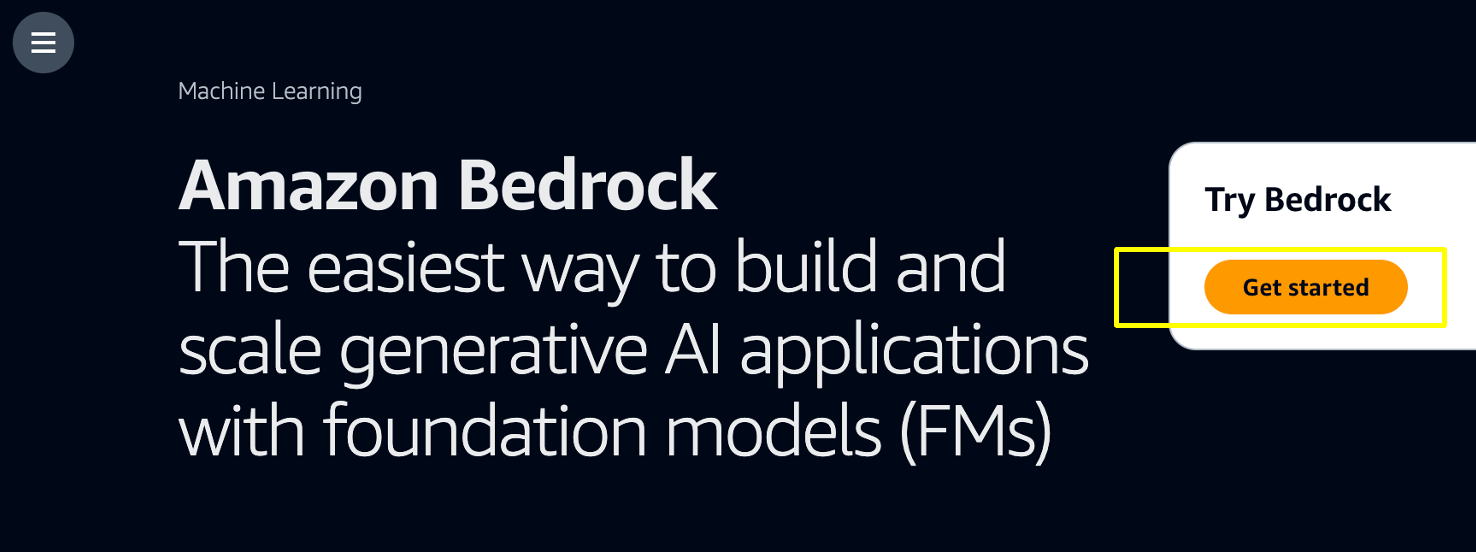 Machine Learning
Amazon Bedrock
The easiest way to build and
scale generative AI applications
with foundation models (FMs)
Try Bedrock
Get started